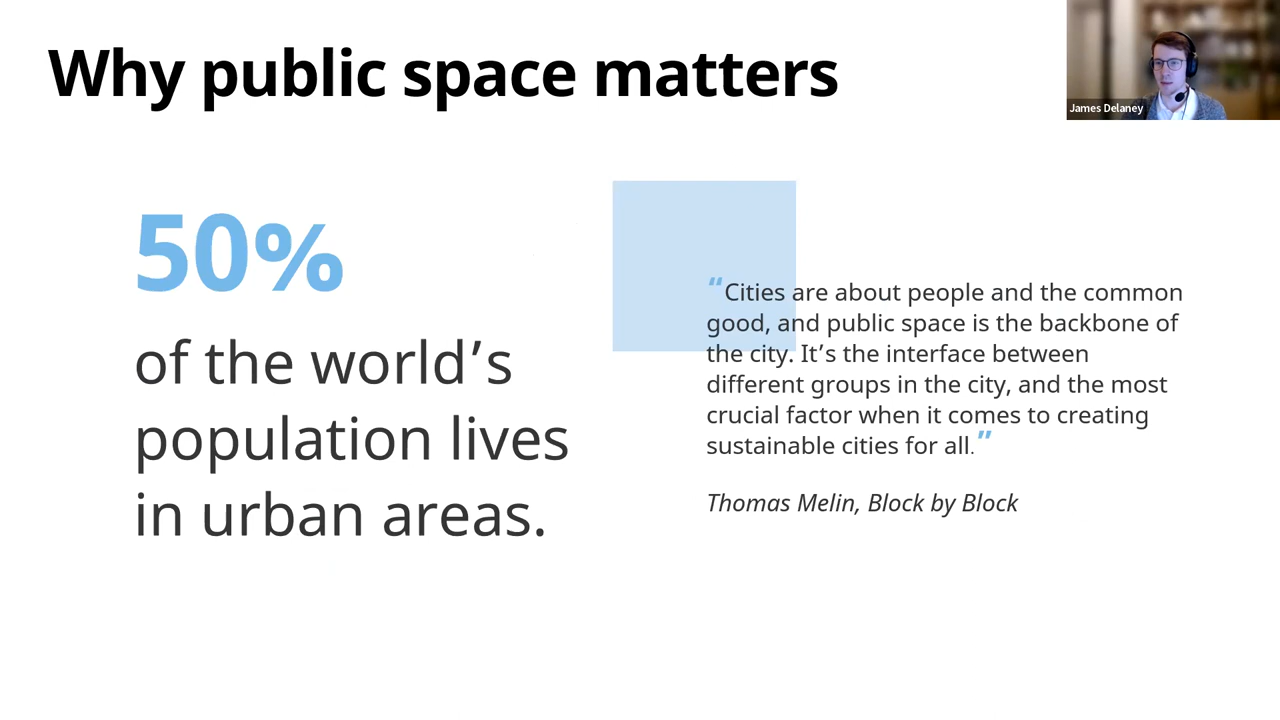 Why public space matters
James Delaney
50%
of the world’s
population lives
in urban areas.
“Cities are about people and the common
good, and public space is the backbone of
the city. It’s the interface between
different groups in the city, and the most
crucial factor when it comes to creating
sustainable cities for all.”
Thomas Melin, Block by Block